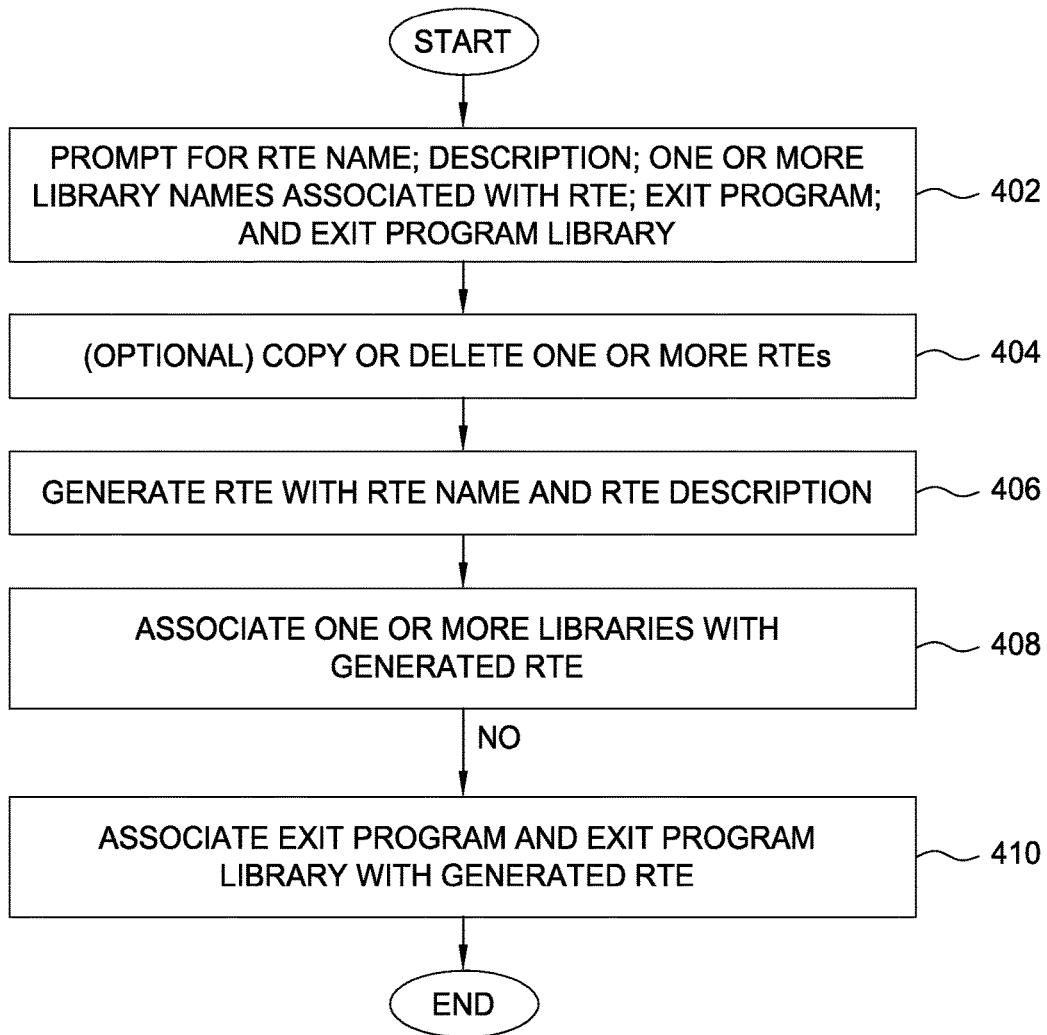 START
PROMPT FOR RTE NAME; DESCRIPTION; ONE OR MORE
LIBRARY NAMES ASSOCIATED WITH RTE; EXIT PROGRAM;
AND EXIT PROGRAM LIBRARY
402
(OPTIONAL) COPY OR DELETE ONE OR MORE RTEs
404
GENERATE RTE WITH RTE NAME AND RTE DESCRIPTION
406
ASSOCIATE ONE OR MORE LIBRARIES WITH
GENERATED RTE
408
NO
ASSOCIATE EXIT PROGRAM AND EXIT PROGRAM
LIBRARY WITH GENERATED RTE
410
END